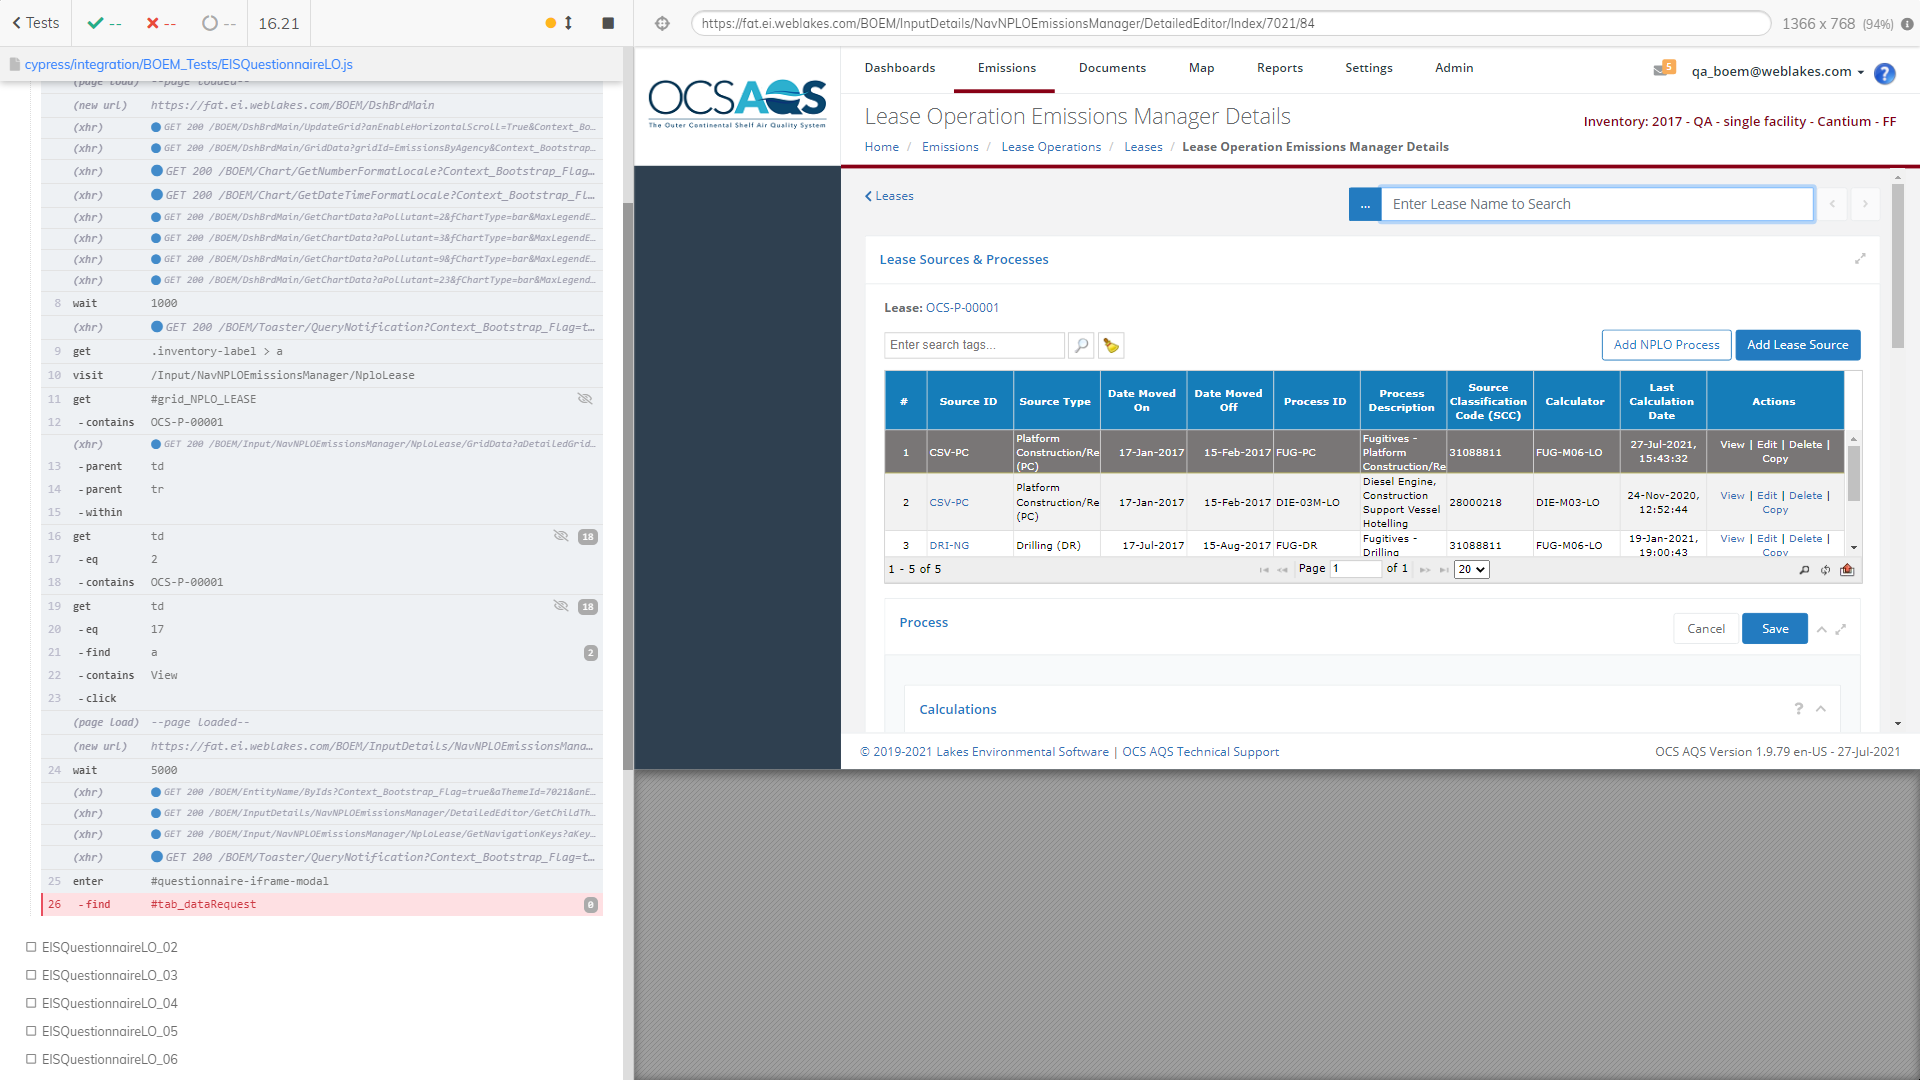 Tests
--
--
--
16.21
https://fat.ei.weblakes.com/BOEM/InputDetails/NavNPLOEmissionsManager/DetailedEditor/Index/7021/84
1366 x 768 (94%)
cypress/integration/BOEM_Tests/EISQuestionnaireLO.js
(page load) --page loaded--
(new url) https://fat.ei.weblakes.com/BOEM/DshBrdMain
(xhr) GET 200 /BOEM/DshBrdMain/UpdateGrid?anEnableHorizontalScroll=True&Context_Bo…
(xhr) GET 200 /BOEM/DshBrdMain/GridData?gridId=EmissionsByAgency&Context_Bootstrap…
(xhr) GET 200 /BOEM/Chart/GetNumberFormatLocale?Context_Bootstrap_Flag…
(xhr) GET 200 /BOEM/Chart/GetDateTimeFormatLocale?Context_Bootstrap_Fl…
(xhr) GET 200 /BOEM/DshBrdMain/GetChartData?aPollutant=2&fChartType=bar&MaxLegendE…
(xhr) GET 200 /BOEM/DshBrdMain/GetChartData?aPollutant=3&fChartType=bar&MaxLegendE…
(xhr) GET 200 /BOEM/DshBrdMain/GetChartData?aPollutant=9&fChartType=bar&MaxLegendE…
(xhr) GET 200 /BOEM/DshBrdMain/GetChartData?aPollutant=23&fChartType=bar&MaxLegend…
8 wait 1000
(xhr) GET 200 /BOEM/Toaster/QueryNotification?Context_Bootstrap_Flag=t…
9 get .inventory-label > a
10 visit /Input/NavNPLOEmissionsManager/NploLease
11 get #grid_NPLO_LEASE
12 -contains OCS-P-00001
(xhr) GET 200 /BOEM/Input/NavNPLOEmissionsManager/NploLease/GridData?aDetailedGrid…
13 -parent td
14 -parent tr
15 -within
16 get td 18
17 -eq 2
18 -contains OCS-P-00001
19 get td 18
20 -eq 17
21 -find a 2
22 -contains View
23 -click
(page load) --page loaded--
(new url) https://fat.ei.weblakes.com/BOEM/InputDetails/NavNPLOEmissionsMana…
24 wait 5000
(xhr) GET 200 /BOEM/EntityName/ByIds?Context_Bootstrap_Flag=true&aThemeId=7021&anE…
(xhr) GET 200 /BOEM/InputDetails/NavNPLOEmissionsManager/DetailedEditor/GetChildTh…
(xhr) GET 200 /BOEM/Input/NavNPLOEmissionsManager/NploLease/GetNavigationKeys?aKey…
(xhr) GET 200 /BOEM/Toaster/QueryNotification?Context_Bootstrap_Flag=t…
25 enter #questionnaire-iframe-modal
26 -find #tab_dataRequest 0
EISQuestionnaireLO_02
EISQuestionnaireLO_03
EISQuestionnaireLO_04
EISQuestionnaireLO_05
EISQuestionnaireLO_06
OCSAQS
The Outer Continental Shelf Air Quality System
Dashboards Emissions Documents Map Reports Settings Admin
5 qa_boem@weblakes.com ?
Lease Operation Emissions Manager Details
Inventory: 2017 - QA - single facility - Cantium - FF
Home / Emissions / Lease Operations / Leases / Lease Operation Emissions Manager Details
Leases
... Enter Lease Name to Search
Lease Sources & Processes
Lease: OCS-P-00001
Enter search tags...
Add NPLO Process Add Lease Source
# Source ID Source Type Date Moved On Date Moved Off Process ID Process Description Source Classification Code (SCC) Calculator Last Calculation Date Actions
1 CSV-PC Platform Construction/Re (PC) 17-Jan-2017 15-Feb-2017 FUG-PC Fugitives - Platform Construction/Re 31088811 FUG-M06-LO 27-Jul-2021, 15:43:32 View | Edit | Delete | Copy
2 CSV-PC Platform Construction/Re (PC) 17-Jan-2017 15-Feb-2017 DIE-03M-LO Diesel Engine, Construction Support Vessel Hotelling 28000218 DIE-M03-LO 24-Nov-2020, 12:52:44 View | Edit | Delete | Copy
3 DRI-NG Drilling (DR) 17-Jul-2017 15-Aug-2017 FUG-DR Fugitives - Drilling 31088811 FUG-M06-LO 19-Jan-2021, 19:00:43 View | Edit | Delete | Copy
1 - 5 of 5
Page 1 of 1 20
Process
Cancel Save
Calculations ?
© 2019-2021 Lakes Environmental Software | OCS AQS Technical Support
OCS AQS Version 1.9.79 en-US - 27-Jul-2021